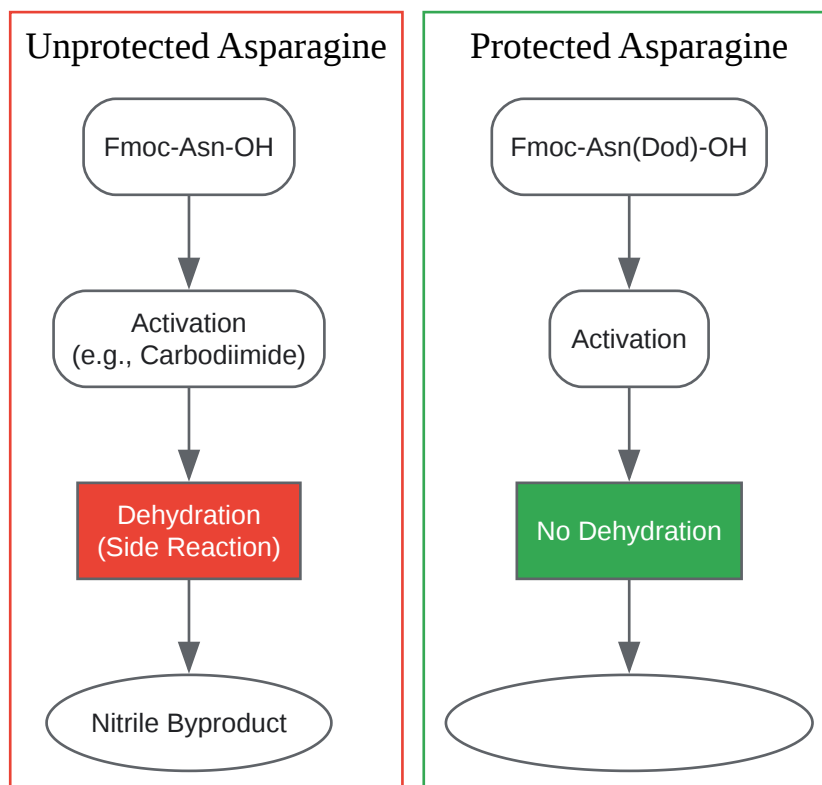 Unprotected Asparagine
Fmoc-Asn-OH
Activation
(e.g., Carbodiimide)
Dehydration
(Side Reaction)
Nitrile Byproduct
Protected Asparagine
Fmoc-Asn(Dod)-OH
Activation
No Dehydration